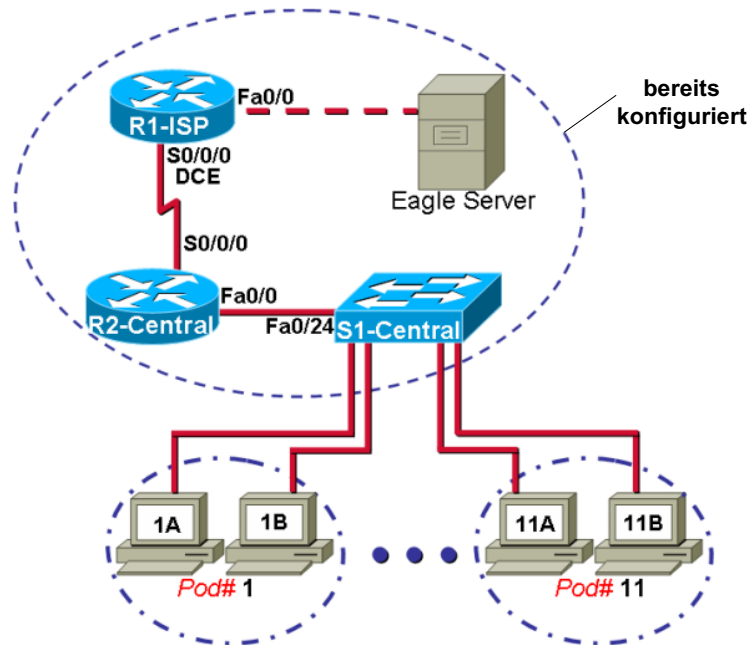 bereits
konfiguriert
Fa0/0
R1-ISP
S0/0/0
DCE
Eagle Server
S0/0/0
Fa0/0
R2-Central
Fa0/24
S1-Central
1A
1B
11A
11B
Pod# 1
Pod# 11